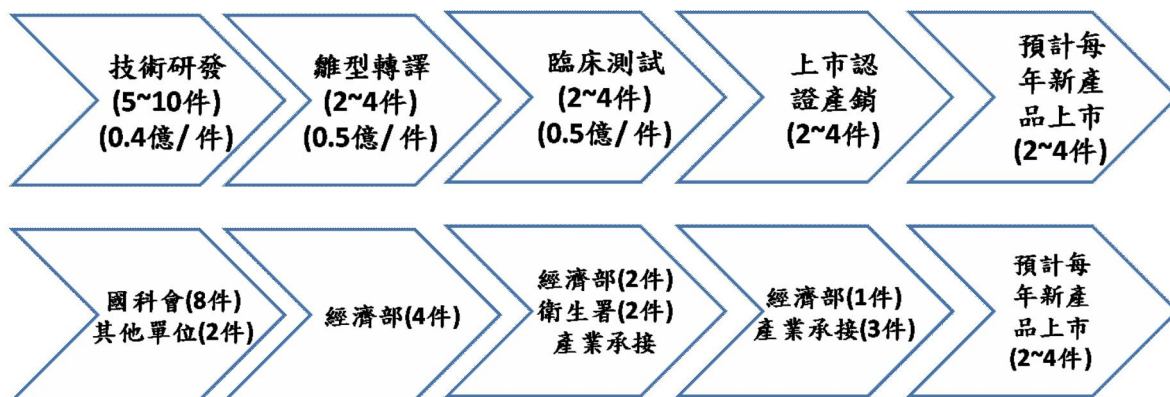 技術研發
(5~10件)
(0.4億/件)
雛型轉譯
(2~4件)
(0.5億/件)
臨床測試
(2~4件)
(0.5億/件)
上市認
證產銷
(2~4件)
預計每
年新產
品上市
(2~4件)
國科會(8件)
其他單位(2件)
經濟部(4件)
經濟部(2件)
衛生署(2件)
產業承接
經濟部(1件)
產業承接(3件)
預計每
年新產
品上市
(2~4件)